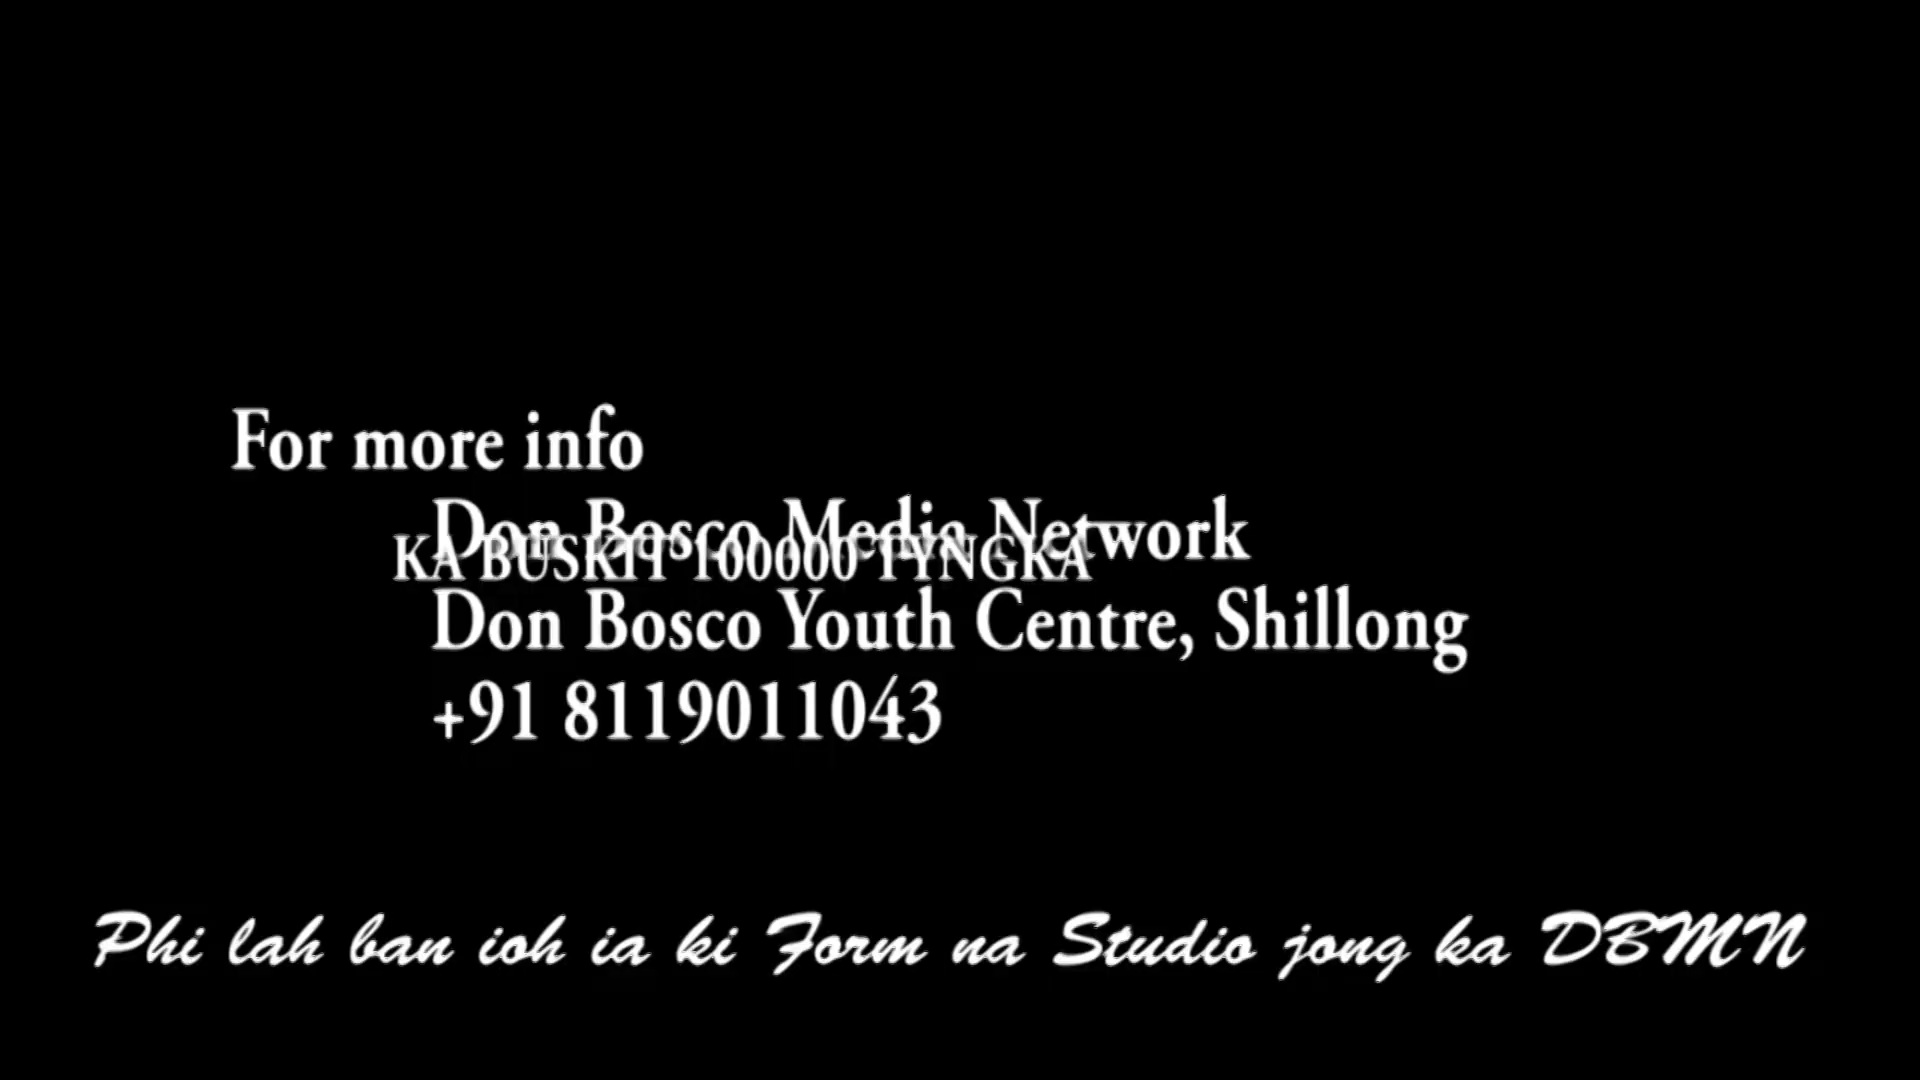 For more info
Don Bosco Media Network
KA BUSKIT 100000 TYNGKA
Don Bosco Youth Centre, Shillong
+91 8119011043
Phi lah ban ioh ia ki Form na Studio jong ka DBMN